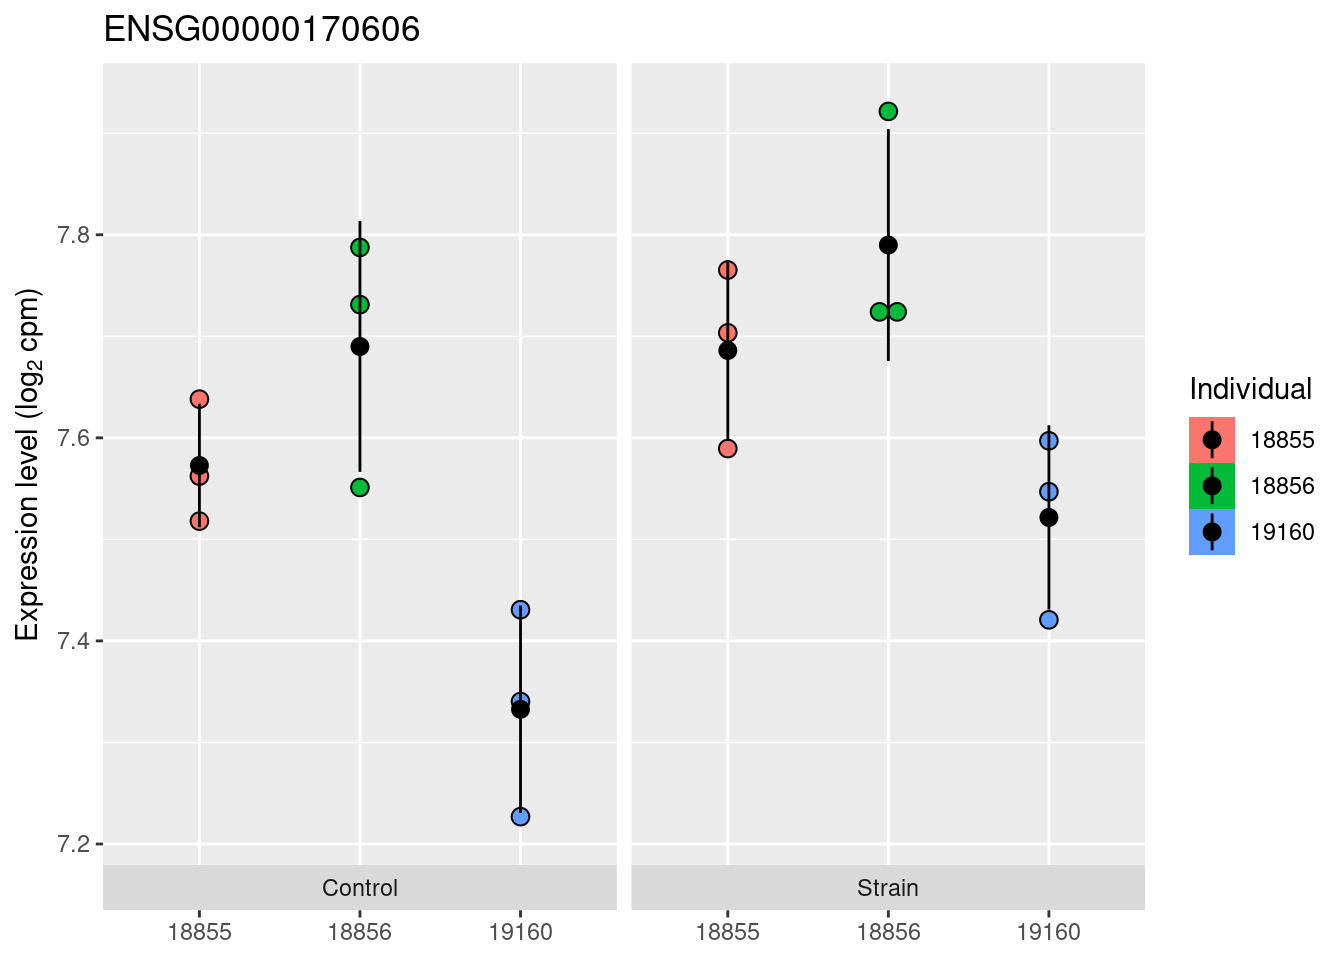 ENSG00000170606
Expression level (log₂ cpm)
7.8
7.6
7.4
7.2
Control
Strain
18855 18856 19160
18855 18856 19160
Individual
18855
18856
19160